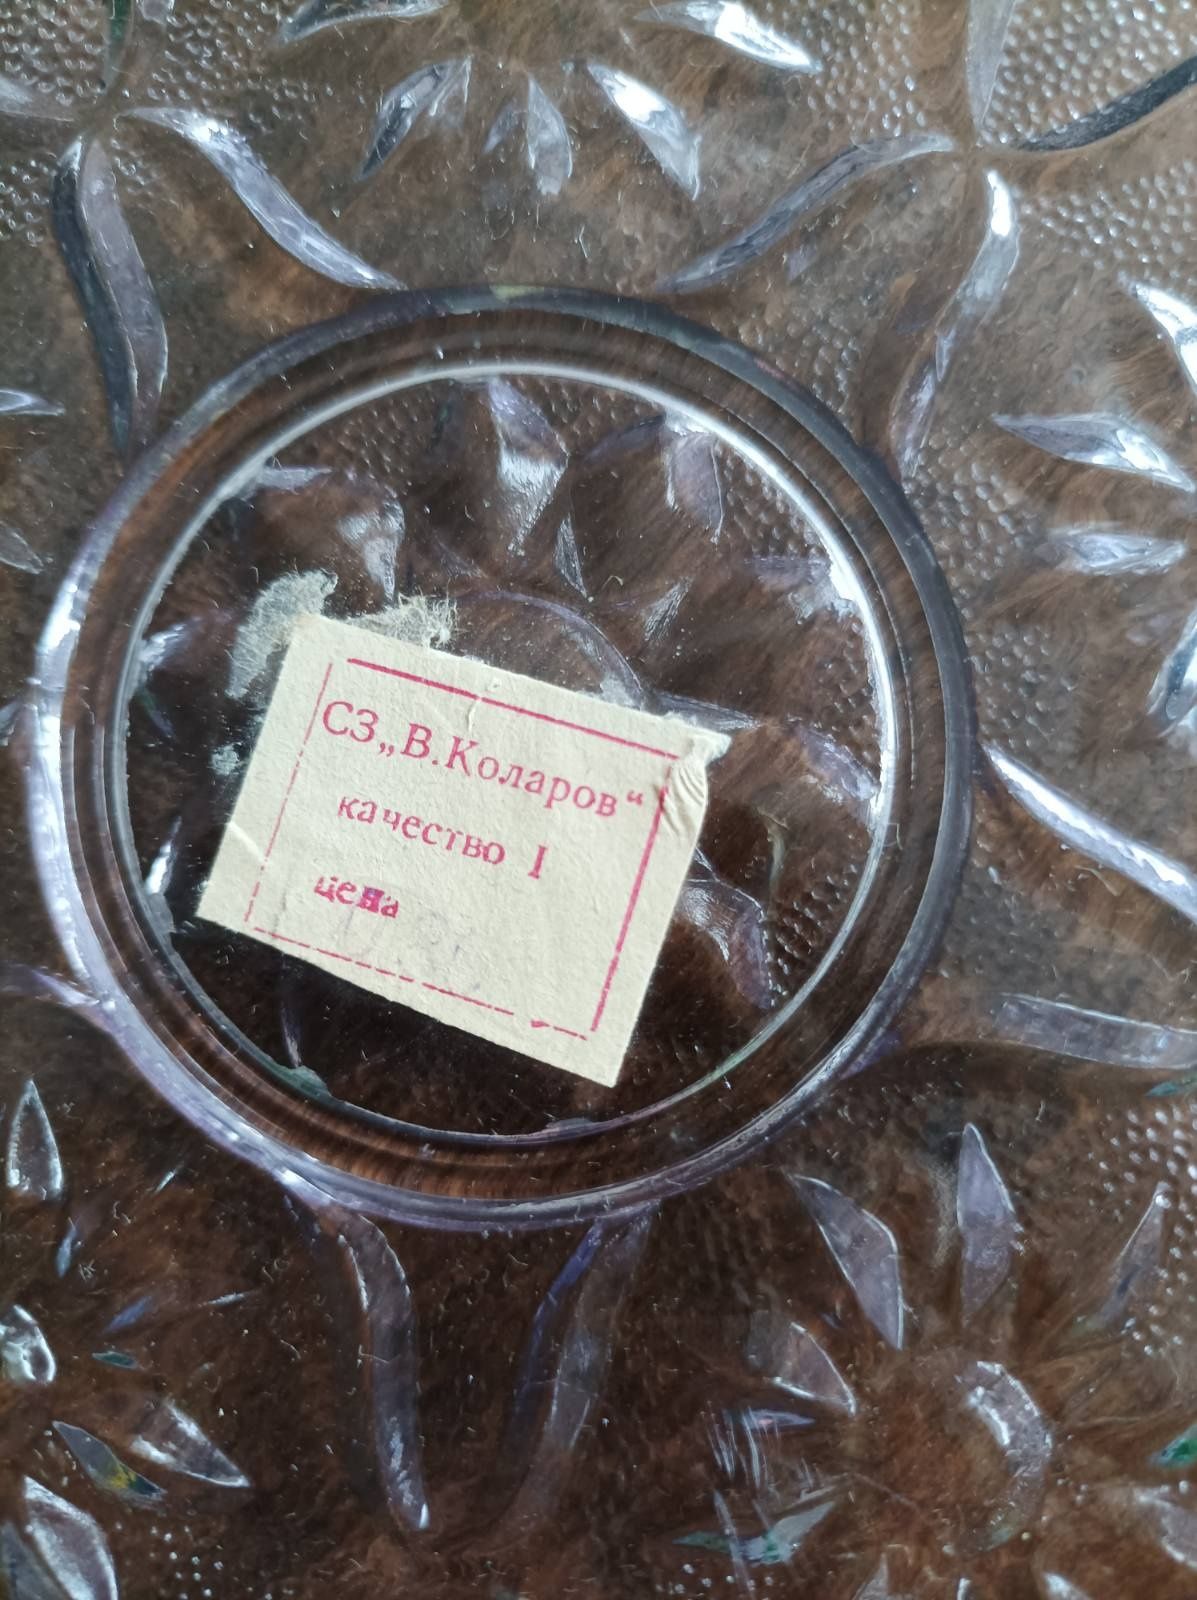 СЗ„В.Коларов“
качество I
цена